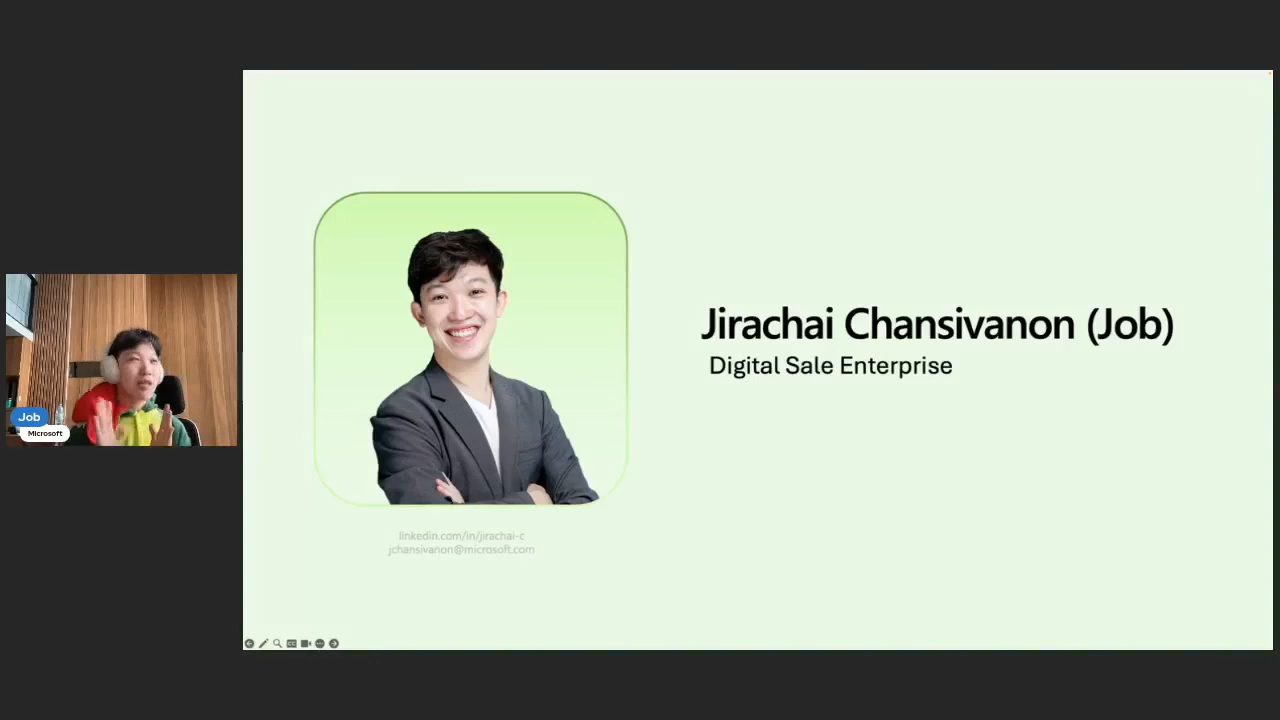 Jirachai Chansivanon (Job)
Digital Sale Enterprise
linkedin.com/in/jirachai-c
jchansivanon@microsoft.com
Job
Microsoft